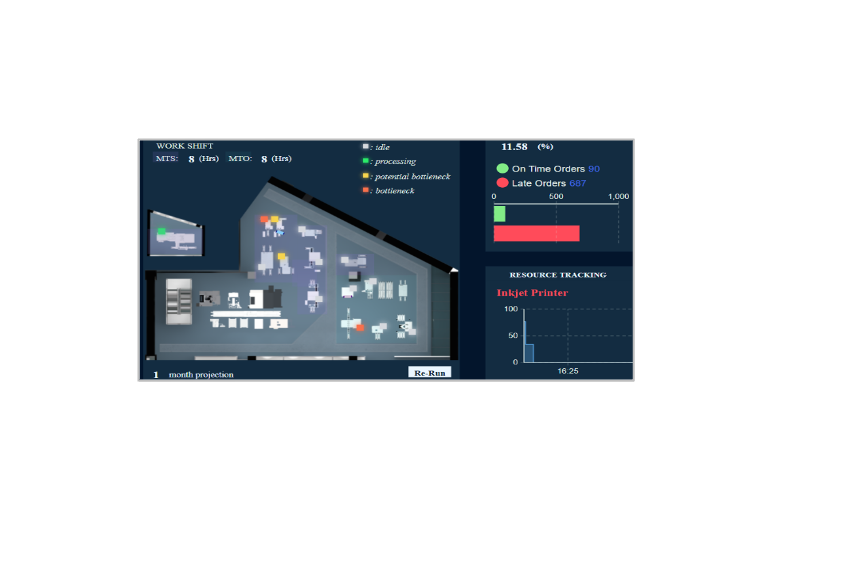 WORK SHIFT
MTS: 8 (Hrs) MTO: 8 (Hrs)
: idle
: processing
: potential bottleneck
: bottleneck
1 month projection
Re-Run
11.58 (%)
On Time Orders 90
Late Orders 687
0 500 1,000
RESOURCE TRACKING
Inkjet Printer
100
50
0
16:25